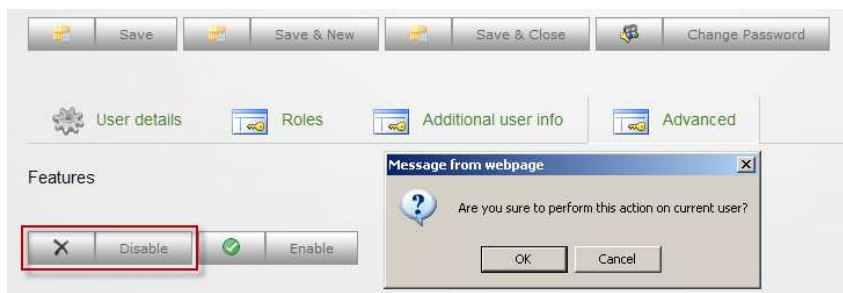 Save Save & New Save & Close Change Password
User details Roles Additional user info Advanced
Message from webpage
Features
Are you sure to perform this action on current user?
Disable Enable
OK Cancel